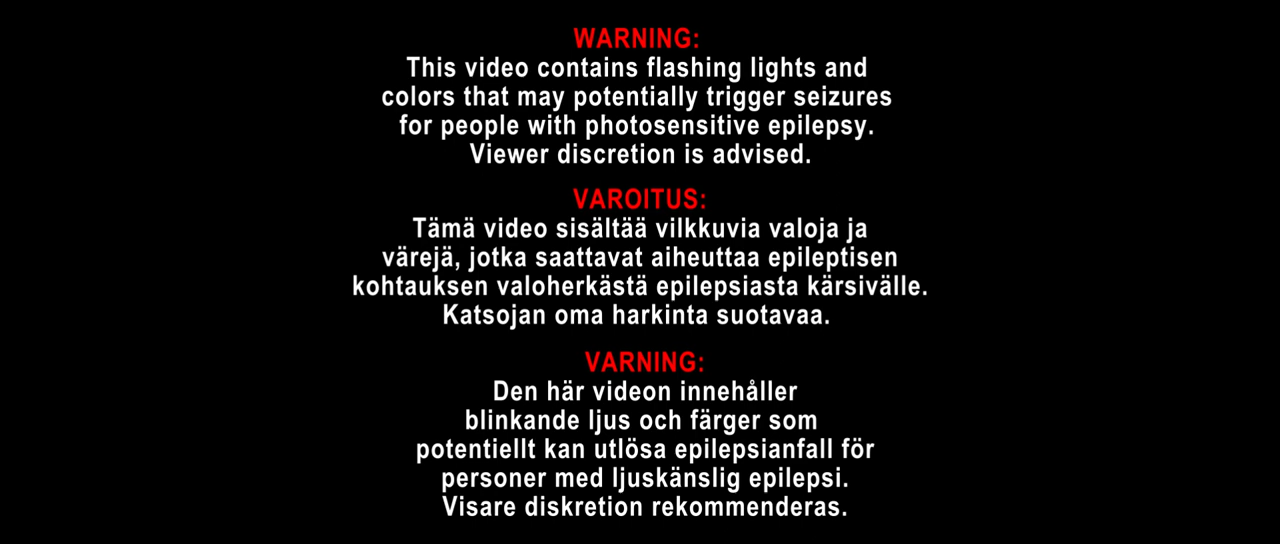 WARNING:
This video contains flashing lights and
colors that may potentially trigger seizures
for people with photosensitive epilepsy.
Viewer discretion is advised.
VAROITUS:
Tämä video sisältää vilkkuvia valoja ja
värejä, jotka saattavat aiheuttaa epileptisen
kohtauksen valoherkästä epilepsiasta kärsivälle.
Katsojan oma harkinta suotavaa.
VARNING:
Den här videon innehåller
blinkande ljus och färger som
potentiellt kan utlösa epilepsianfall för
personer med ljuskänslig epilepsi.
Visare diskretion rekommenderas.